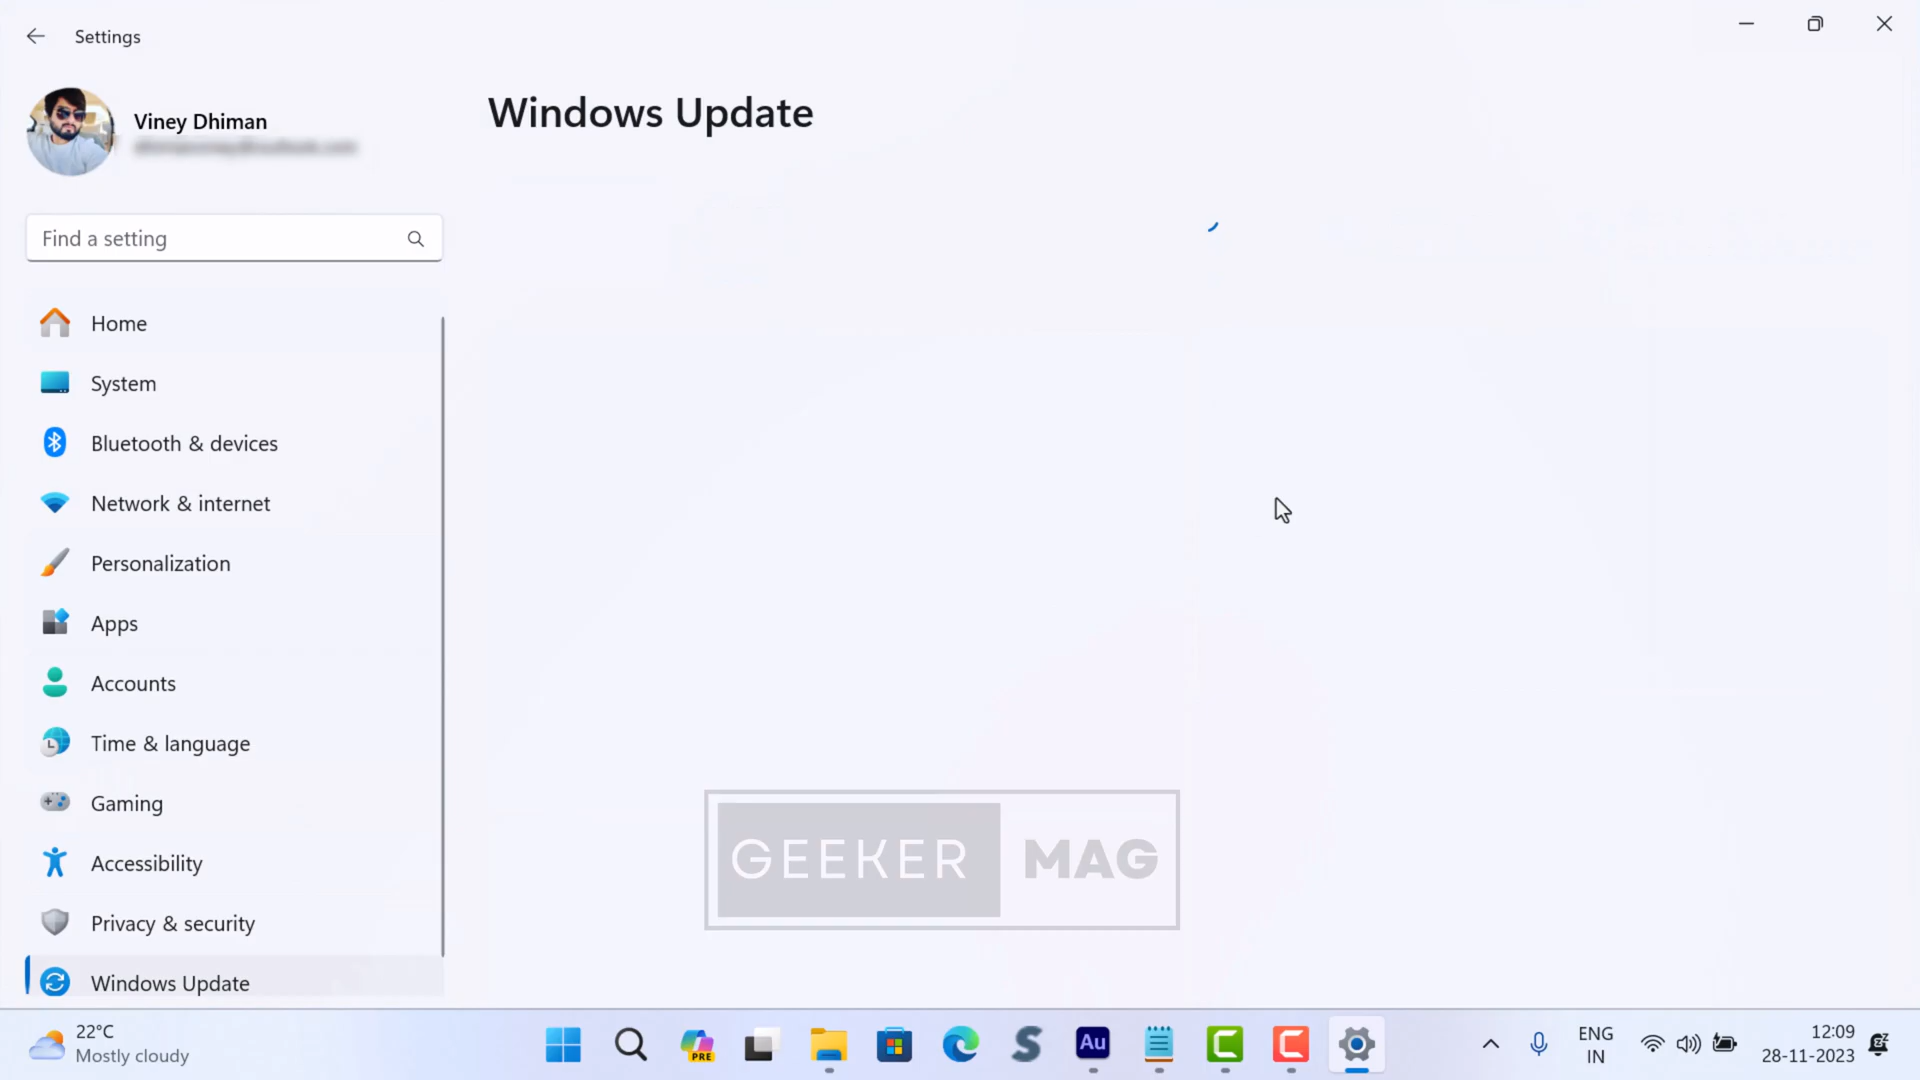 Settings
Viney Dhiman
Windows Update
Find a setting
Home
System
Bluetooth & devices
Network & internet
Personalization
Apps
Accounts
Time & language
Gaming
Accessibility
Privacy & security
Windows Update
GEEKER MAG
22°C
Mostly cloudy
PRE
S
Au
C
C
ENG
IN
12:09
28-11-2023